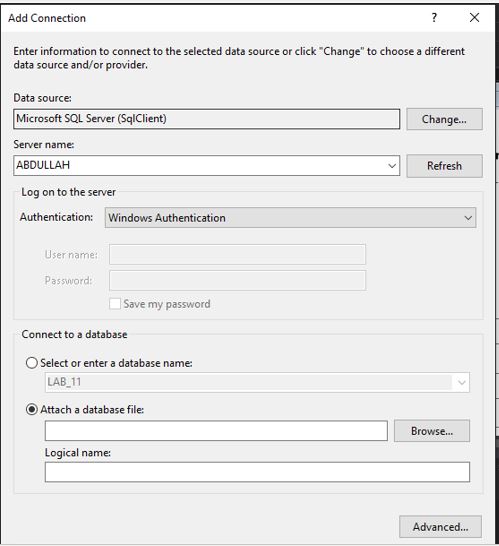 Add Connection
? ×
Enter information to connect to the selected data source or click "Change" to choose a different
data source and/or provider.
Data source:
Microsoft SQL Server (SqlClient)
Change...
Server name:
ABDULLAH
Refresh
Log on to the server
Authentication: Windows Authentication
User name:
Password:
Save my password
Connect to a database
Select or enter a database name:
LAB_11
Attach a database file:
Browse...
Logical name:
Advanced...